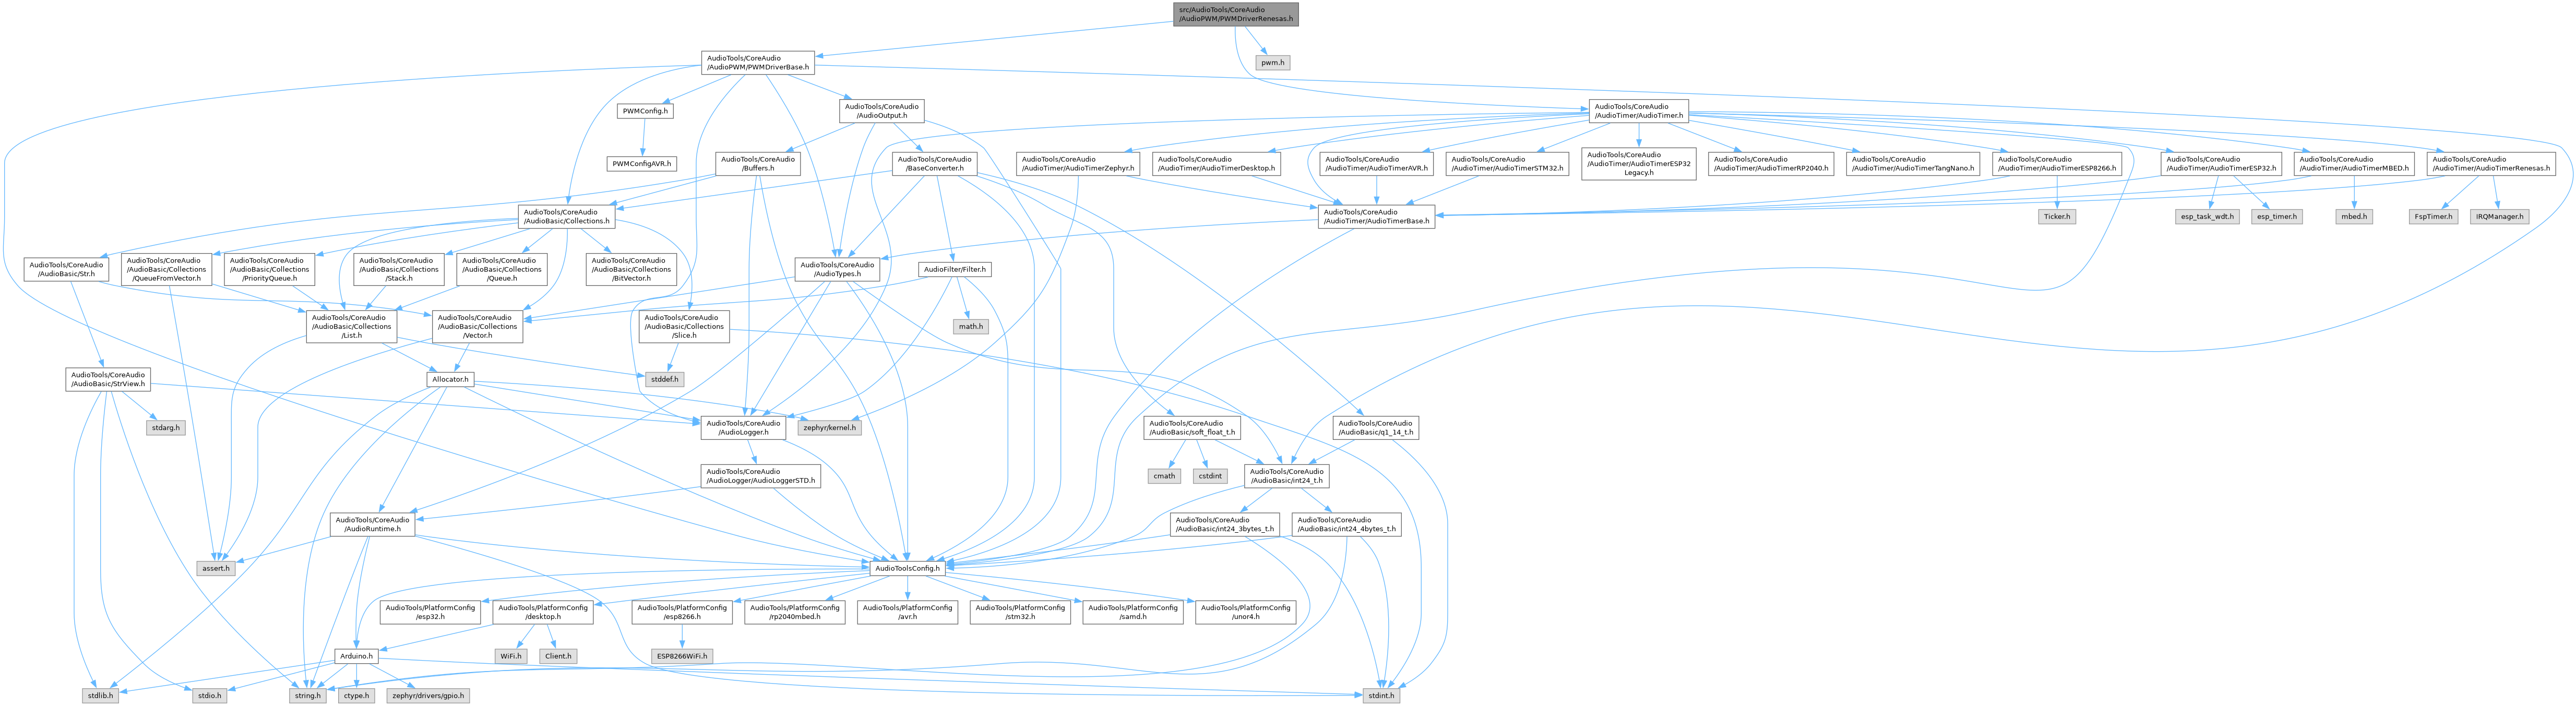 src/AudioTools/CoreAudio
/AudioPWM/PWMDriverRenesas.h
AudioTools/CoreAudio
/AudioPWM/PWMDriverBase.h
pwm.h
PWMConfig.h
AudioTools/CoreAudio
/AudioOutput.h
AudioTools/CoreAudio
/AudioTimer/AudioTimer.h
PWMConfigAVR.h
AudioTools/CoreAudio
/Buffers.h
AudioTools/CoreAudio
/BaseConverter.h
AudioTools/CoreAudio
/AudioTimer/AudioTimerZephyr.h
AudioTools/CoreAudio
/AudioTimer/AudioTimerDesktop.h
AudioTools/CoreAudio
/AudioTimer/AudioTimerAVR.h
AudioTools/CoreAudio
/AudioTimer/AudioTimerSTM32.h
AudioTools/CoreAudio
/AudioTimer/AudioTimerESP32
Legacy.h
AudioTools/CoreAudio
/AudioTimer/AudioTimerRP2040.h
AudioTools/CoreAudio
/AudioTimer/AudioTimerTangNano.h
AudioTools/CoreAudio
/AudioTimer/AudioTimerESP8266.h
AudioTools/CoreAudio
/AudioTimer/AudioTimerESP32.h
AudioTools/CoreAudio
/AudioTimer/AudioTimerMBED.h
AudioTools/CoreAudio
/AudioTimer/AudioTimerRenesas.h
AudioTools/CoreAudio
/AudioBasic/Collections.h
AudioTools/CoreAudio
/AudioTimer/AudioTimerBase.h
Ticker.h
esp_task_wdt.h
esp_timer.h
mbed.h
FspTimer.h
IRQManager.h
AudioTools/CoreAudio
/AudioBasic/Str.h
AudioTools/CoreAudio
/AudioBasic/Collections
/QueueFromVector.h
AudioTools/CoreAudio
/AudioBasic/Collections
/PriorityQueue.h
AudioTools/CoreAudio
/AudioBasic/Collections
/Stack.h
AudioTools/CoreAudio
/AudioBasic/Collections
/Queue.h
AudioTools/CoreAudio
/AudioBasic/Collections
/BitVector.h
AudioTools/CoreAudio
/AudioTypes.h
AudioFilter/Filter.h
AudioTools/CoreAudio
/AudioBasic/Collections
/List.h
AudioTools/CoreAudio
/AudioBasic/Collections
/Vector.h
AudioTools/CoreAudio
/AudioBasic/Collections
/Slice.h
math.h
AudioTools/CoreAudio
/AudioBasic/StrView.h
Allocator.h
stddef.h
stdarg.h
AudioTools/CoreAudio
/AudioLogger.h
zephyr/kernel.h
AudioTools/CoreAudio
/AudioBasic/soft_float_t.h
AudioTools/CoreAudio
/AudioBasic/q1_14_t.h
AudioTools/CoreAudio
/AudioLogger/AudioLoggerSTD.h
cmath
cstdint
AudioTools/CoreAudio
/AudioBasic/int24_t.h
AudioTools/CoreAudio
/AudioRuntime.h
AudioTools/CoreAudio
/AudioBasic/int24_3bytes_t.h
AudioTools/CoreAudio
/AudioBasic/int24_4bytes_t.h
assert.h
AudioToolsConfig.h
AudioTools/PlatformConfig
/esp32.h
AudioTools/PlatformConfig
/desktop.h
AudioTools/PlatformConfig
/esp8266.h
AudioTools/PlatformConfig
/rp2040mbed.h
AudioTools/PlatformConfig
/avr.h
AudioTools/PlatformConfig
/stm32.h
AudioTools/PlatformConfig
/samd.h
AudioTools/PlatformConfig
/unor4.h
Arduino.h
WiFi.h
Client.h
ESP8266WiFi.h
stdlib.h
stdio.h
string.h
ctype.h
zephyr/drivers/gpio.h
stdint.h